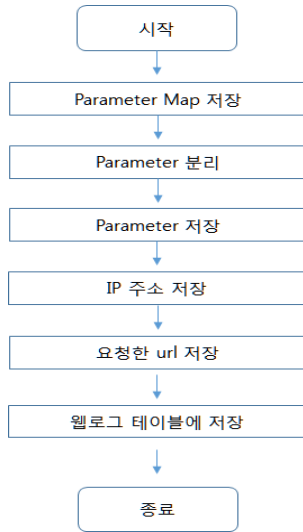 시작
Parameter Map 저장
Parameter 분리
Parameter 저장
IP 주소 저장
요청한 url 저장
웹로그 테이블에 저장
종료